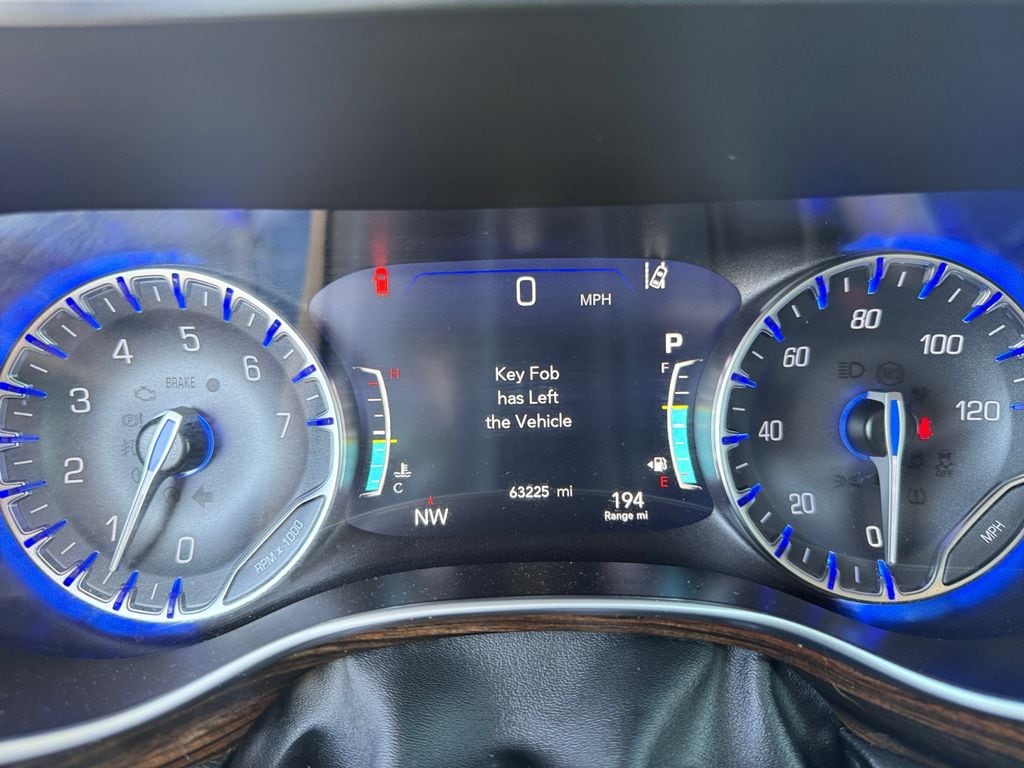 0 MPH
P
Key Fob
has Left
the Vehicle
H
C
F
E
63225 mi
194
Range mi
NW
0
1
2
3
4
5
6
7
BRAKE
RPM x 1000
0
20
40
60
80
100
120
MPH